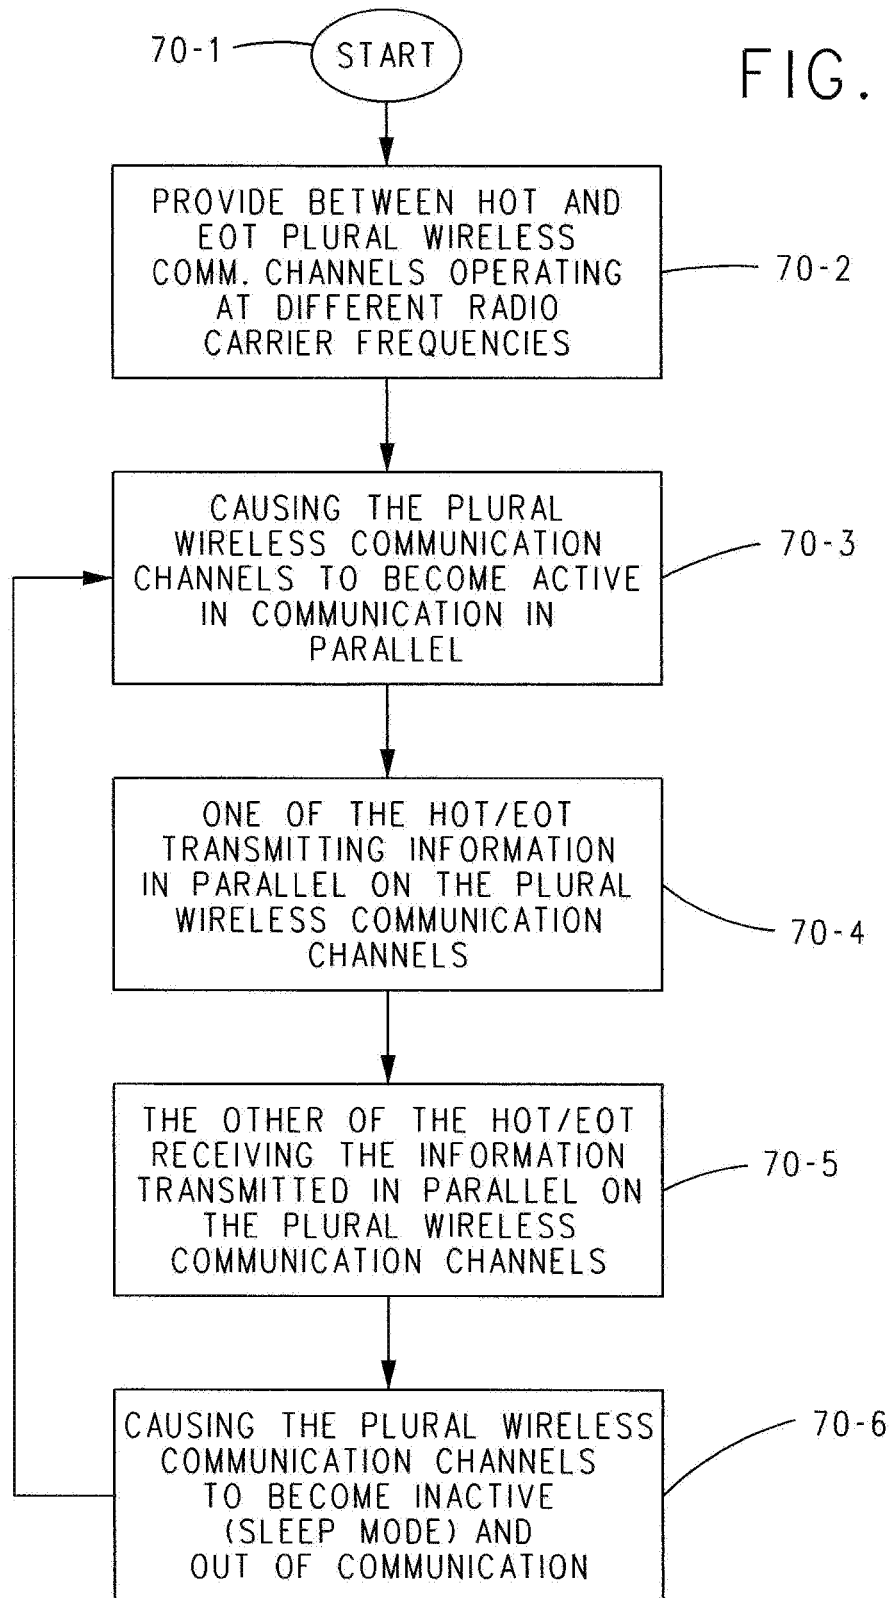 70-1
START
FIG.
PROVIDE BETWEEN HOT AND
EOT PLURAL WIRELESS
COMM. CHANNELS OPERATING
AT DIFFERENT RADIO
CARRIER FREQUENCIES
70-2
CAUSING THE PLURAL
WIRELESS COMMUNICATION
CHANNELS TO BECOME ACTIVE
IN COMMUNICATION IN
PARALLEL
70-3
ONE OF THE HOT/EOT
TRANSMITTING INFORMATION
IN PARALLEL ON THE PLURAL
WIRELESS COMMUNICATION
CHANNELS
70-4
THE OTHER OF THE HOT/EOT
RECEIVING THE INFORMATION
TRANSMITTED IN PARALLEL ON
THE PLURAL WIRELESS
COMMUNICATION CHANNELS
70-5
CAUSING THE PLURAL WIRELESS
COMMUNICATION CHANNELS
TO BECOME INACTIVE
(SLEEP MODE) AND
OUT OF COMMUNICATION
70-6